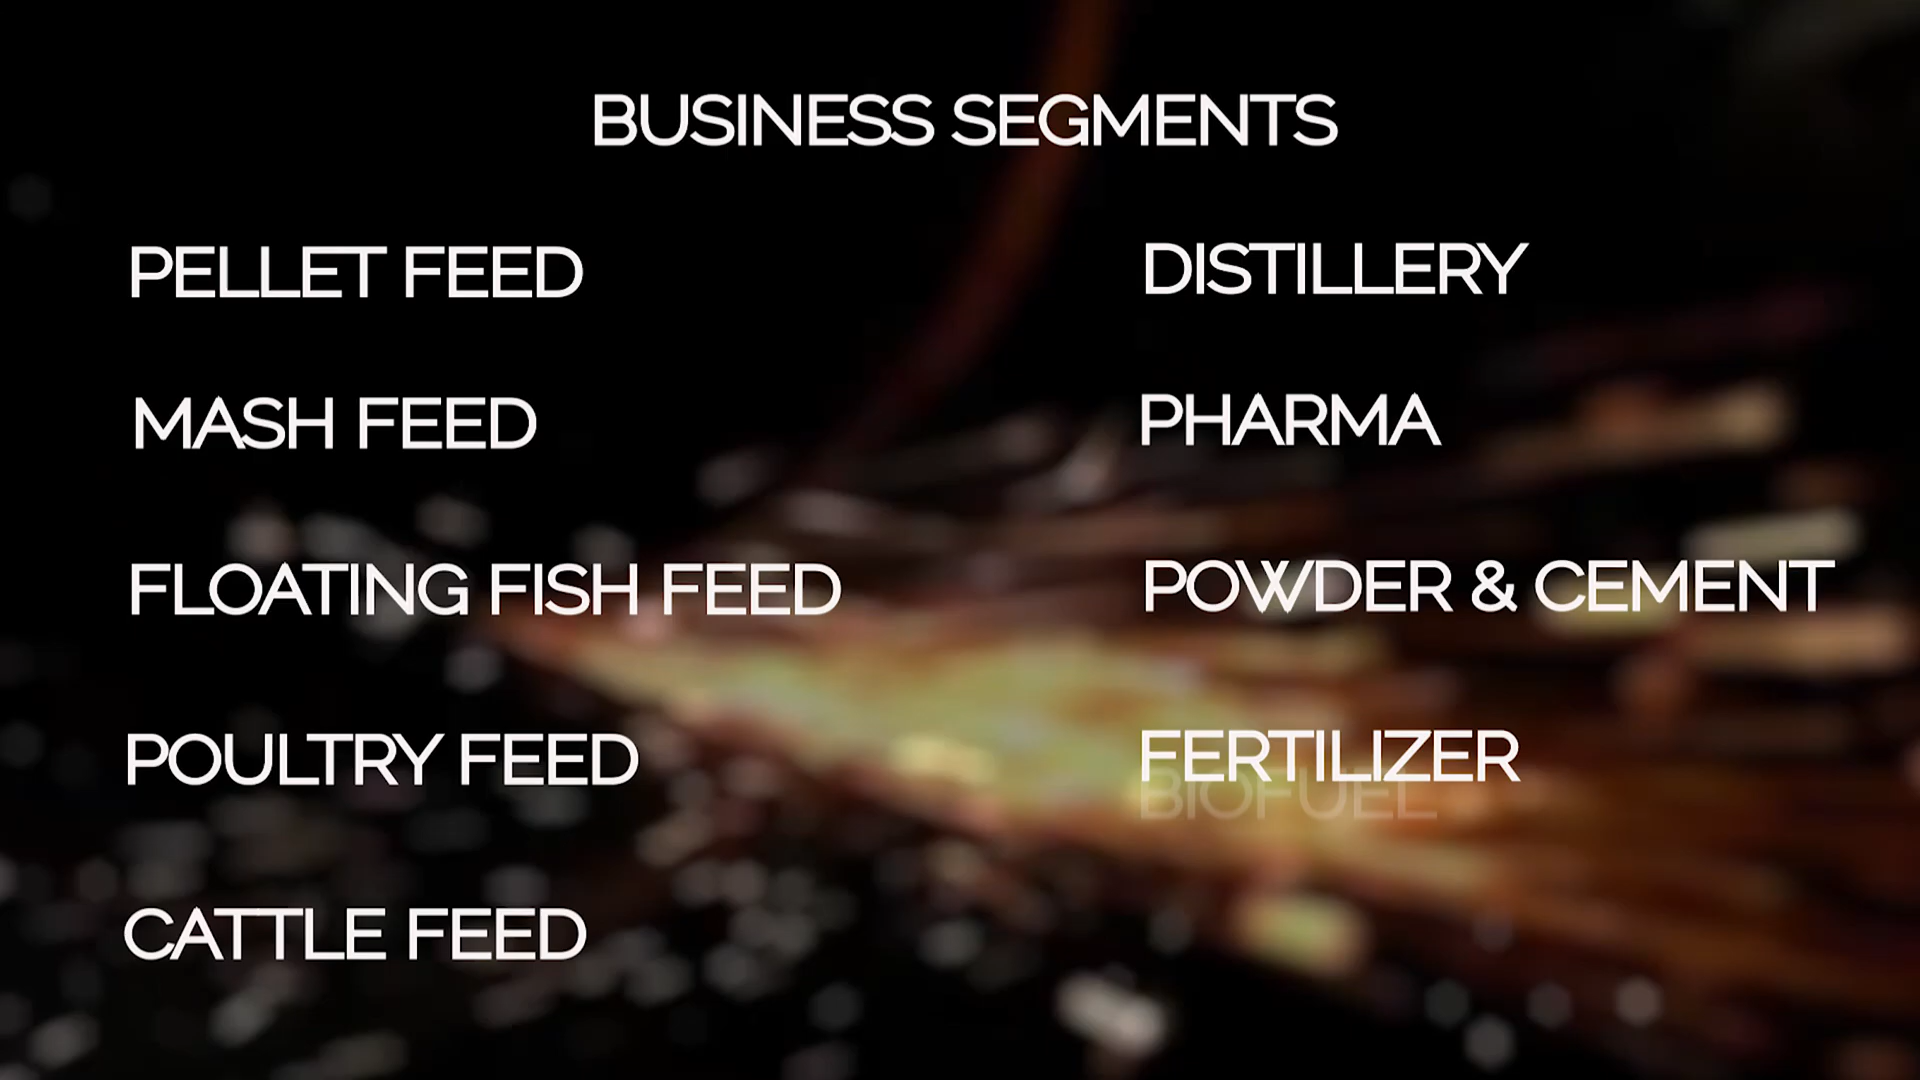 BUSINESS SEGMENTS
PELLET FEED
MASH FEED
FLOATING FISH FEED
POULTRY FEED
CATTLE FEED
DISTILLERY
PHARMA
POWDER & CEMENT
FERTILIZER
BIOFUEL